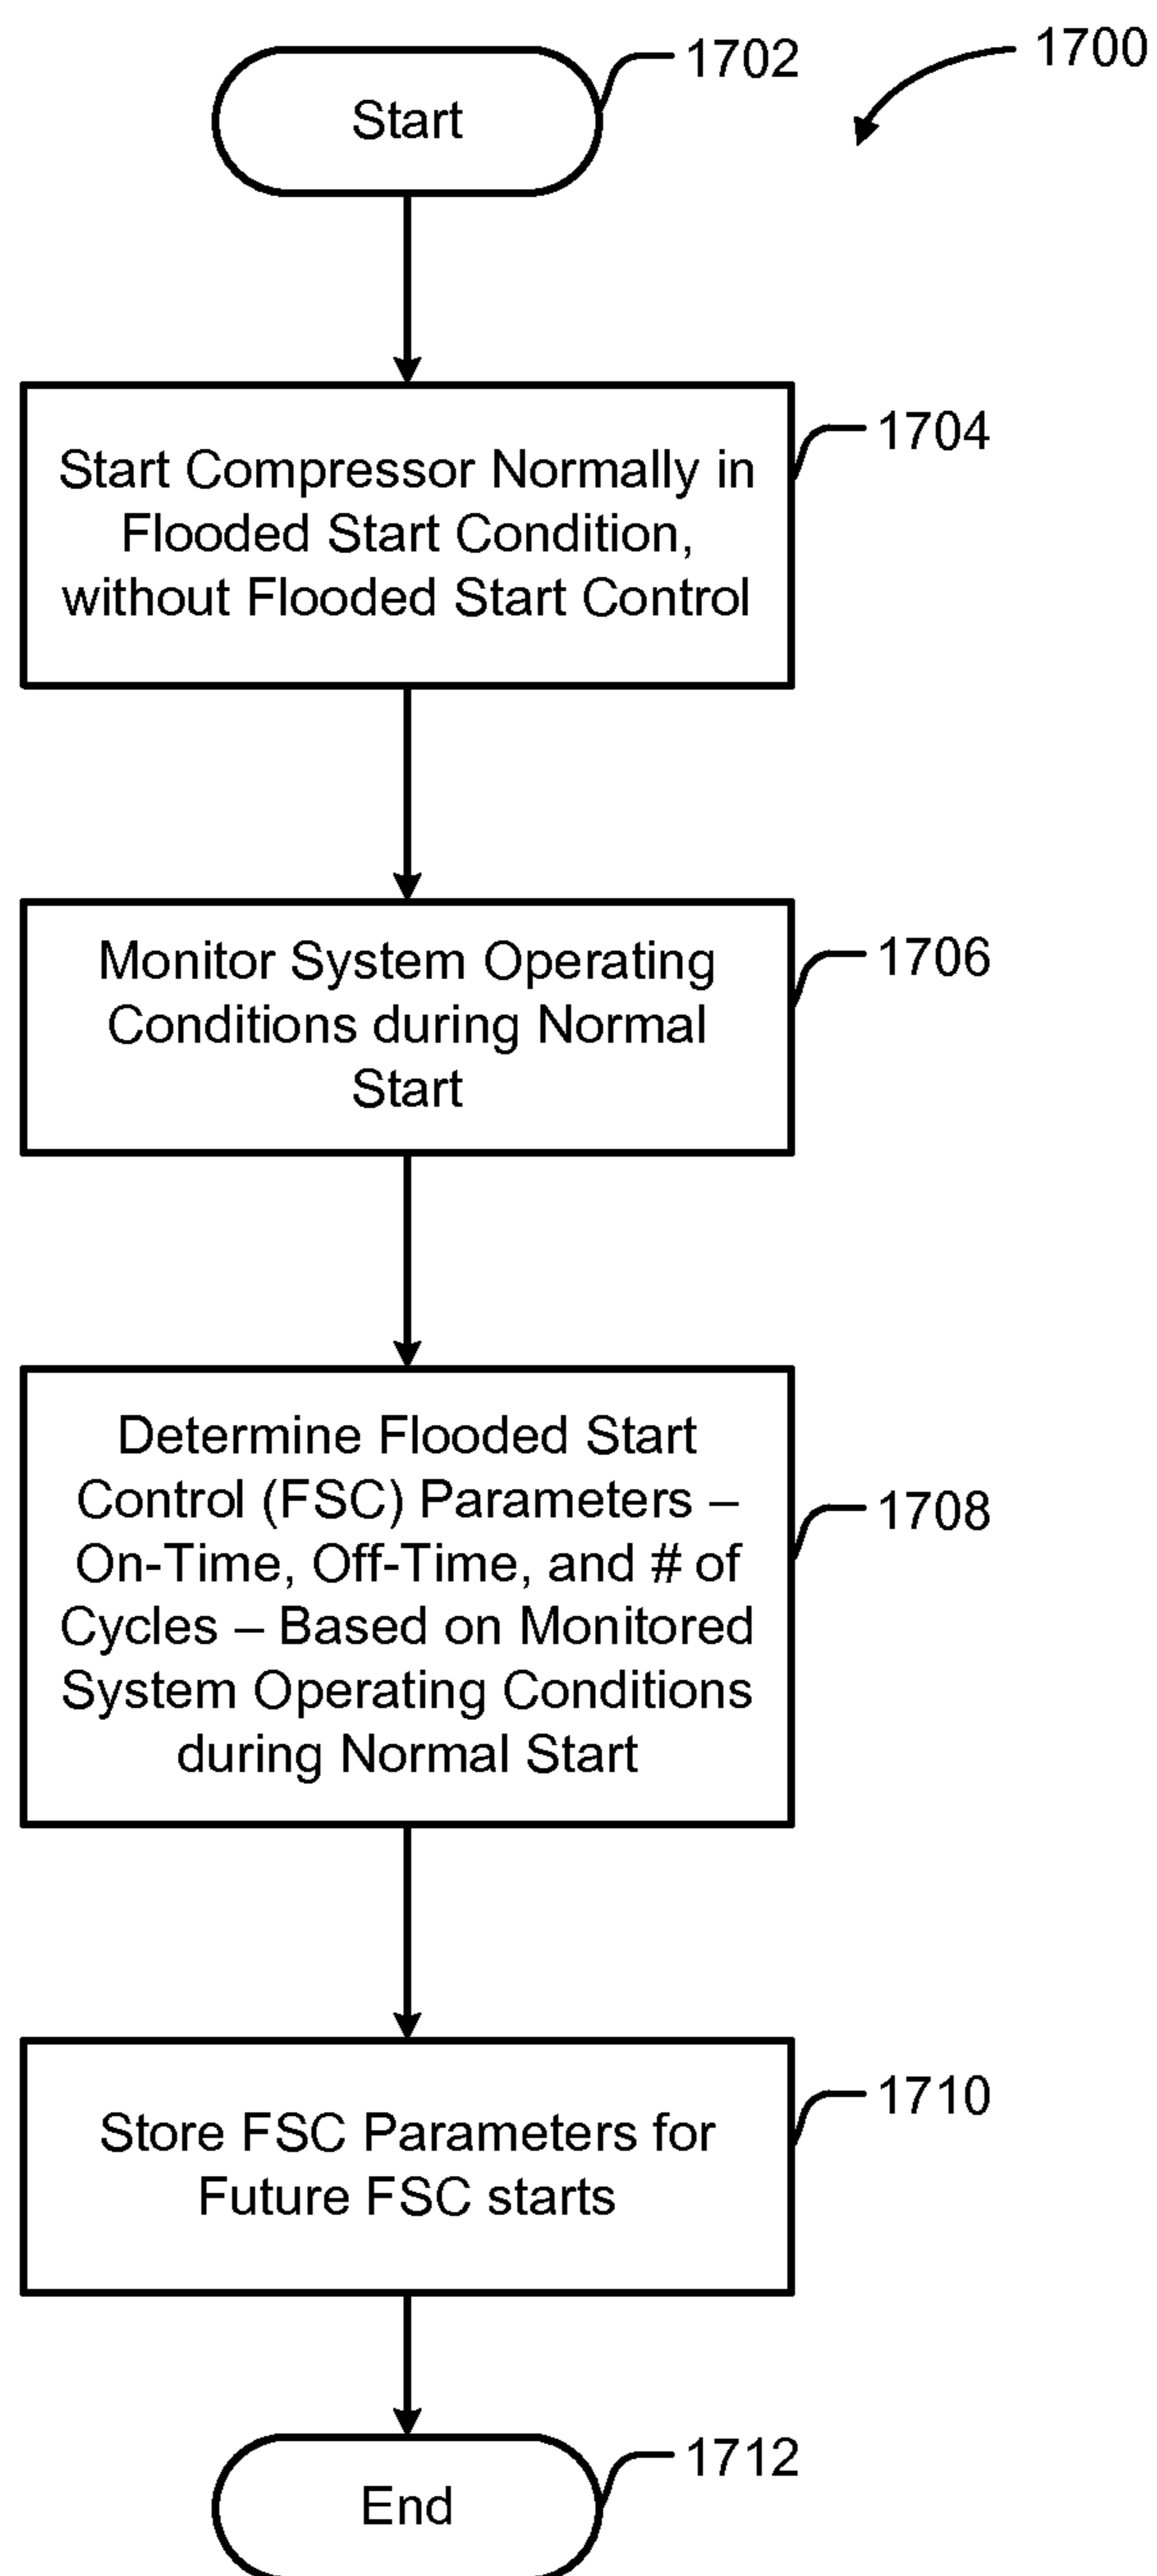 1700
Start
1702
Start Compressor Normally in
Flooded Start Condition,
without Flooded Start Control
1704
Monitor System Operating
Conditions during Normal
Start
1706
Determine Flooded Start
Control (FSC) Parameters –
On-Time, Off-Time, and # of
Cycles – Based on Monitored
System Operating Conditions
during Normal Start
1708
Store FSC Parameters for
Future FSC starts
1710
End
1712